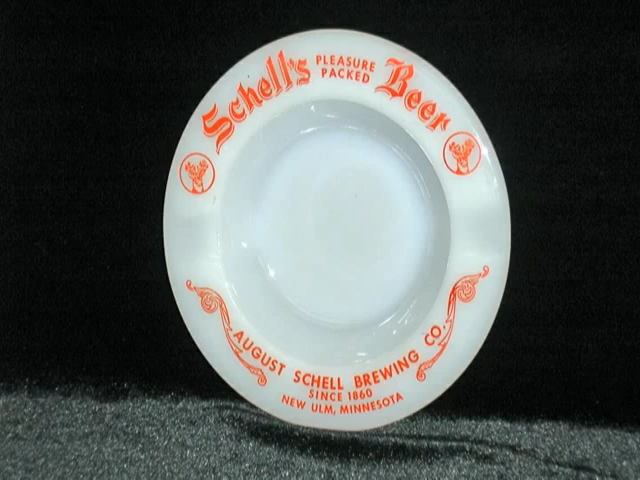 Schell's PLEASURE PACKED Beer
AUGUST SCHELL BREWING CO.
SINCE 1860
NEW ULM, MINNESOTA